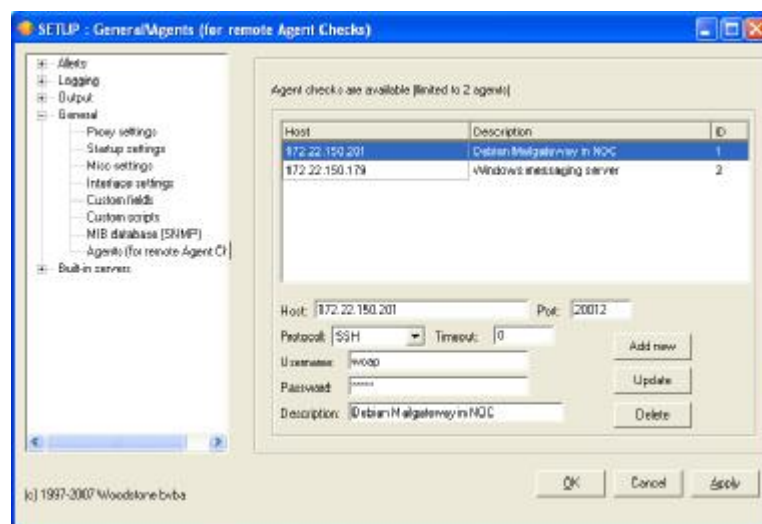 SETUP : General\Agents (for remote Agent Checks)
Alerts
Logging
Output
General
Proxy settings
Startup settings
Misc settings
Interface settings
Custom fields
Custom scripts
MIB database (SNMP)
Agents (for remote Agent Cl
Built-in servers
Agent checks are available (limited to 2 agents)
Host Description ID
172.22.150.201 Debian Mailgateway in NOC 1
172.22.150.179 Windows messaging server 2
Host: 172.22.150.201 Port: 20012
Protocol: SSH Timeout: 0
Add new
Username: woap
Password: *****
Update
Description: Debian Mailgateway in NOC
Delete
OK Cancel Apply
(c) 1997-2007 Woodstone bvba